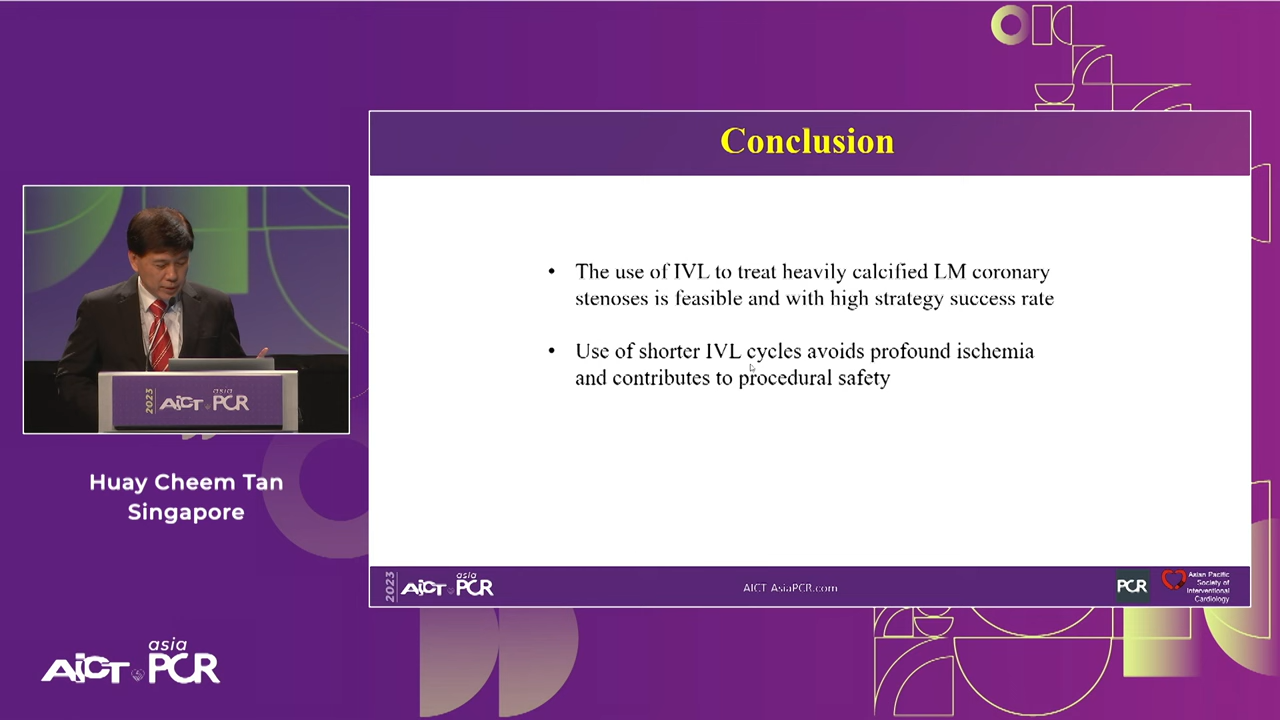 Conclusion
• The use of IVL to treat heavily calcified LM coronary
stenoses is feasible and with high strategy success rate
• Use of shorter IVL cycles avoids profound ischemia
and contributes to procedural safety
2023 AICT asia PCR
AICT AsiaPCR.com
PCR
Asian Pacific
Society of
Interventional
Cardiology
2023 AICT asia PCR
Huay Cheem Tan
Singapore
AICT asia PCR